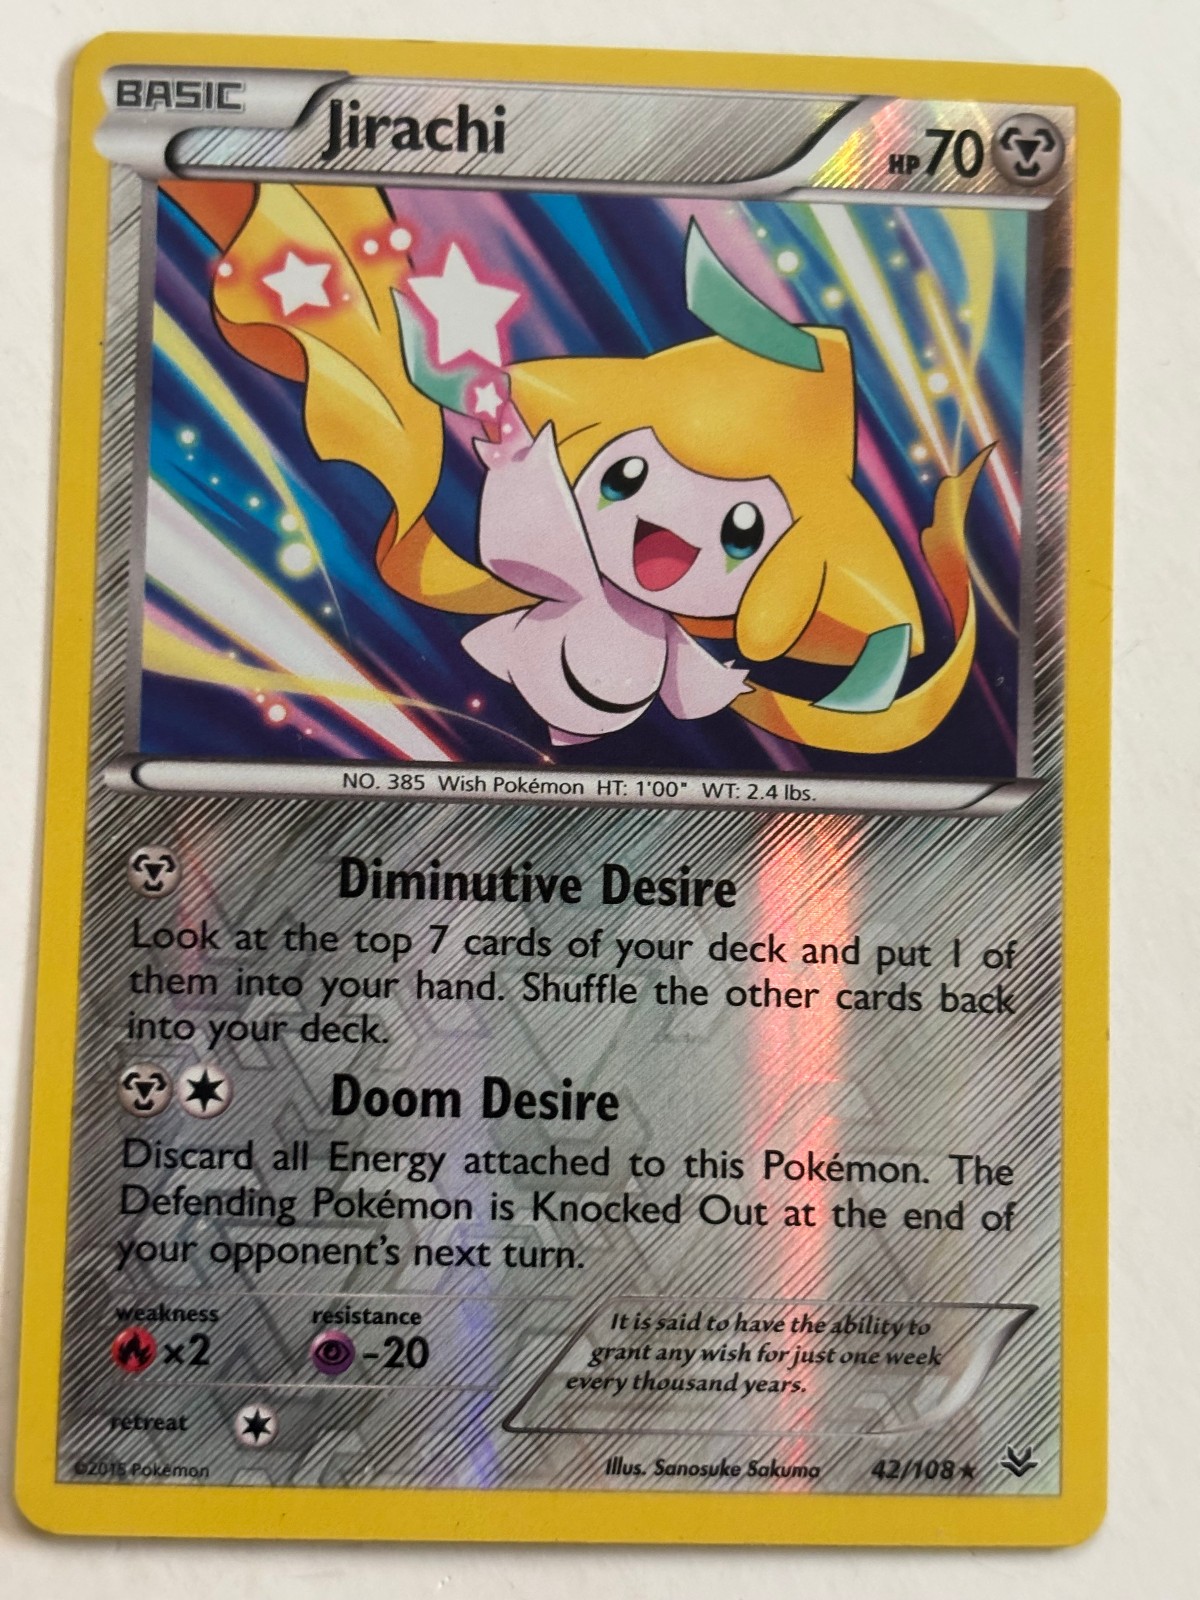 BASIC
Jirachi
HP70
NO. 385 Wish Pokémon HT: 1'00" WT: 2.4 lbs.
Diminutive Desire
Look at the top 7 cards of your deck and put 1 of
them into your hand. Shuffle the other cards back
into your deck.
Doom Desire
Discard all Energy attached to this Pokémon. The
Defending Pokémon is Knocked Out at the end of
your opponent's next turn.
weakness
×2
resistance
-20
retreat
It is said to have the ability to
grant any wish for just one week
every thousand years.
©2015 Pokémon
Illus. Sanosuke Sakuma
42/108★